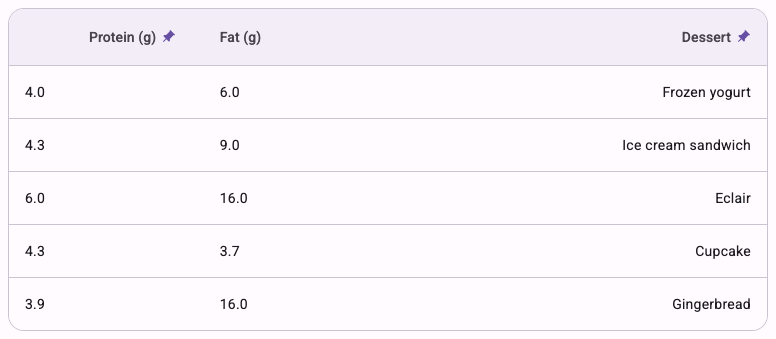 Protein (g) Fat (g) Dessert
4.0 6.0 Frozen yogurt
4.3 9.0 Ice cream sandwich
6.0 16.0 Eclair
4.3 3.7 Cupcake
3.9 16.0 Gingerbread